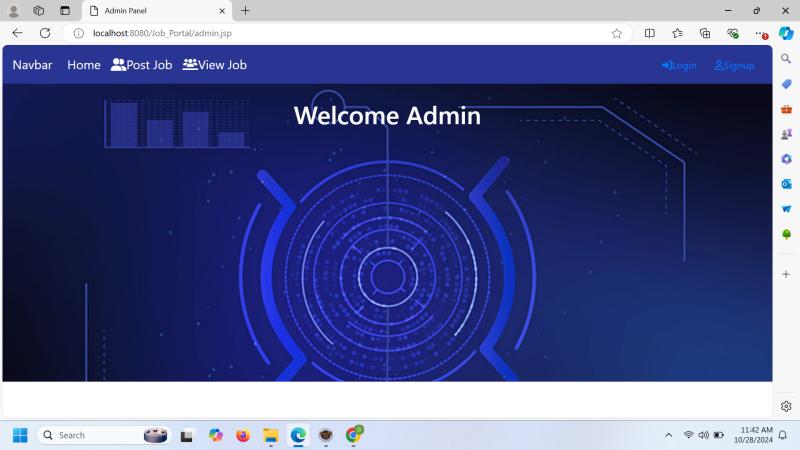 Admin Panel
localhost:8080/Job_Portal/admin.jsp
Navbar Home Post Job View Job Login Signup
Welcome Admin
Search
11:42 AM
10/28/2024